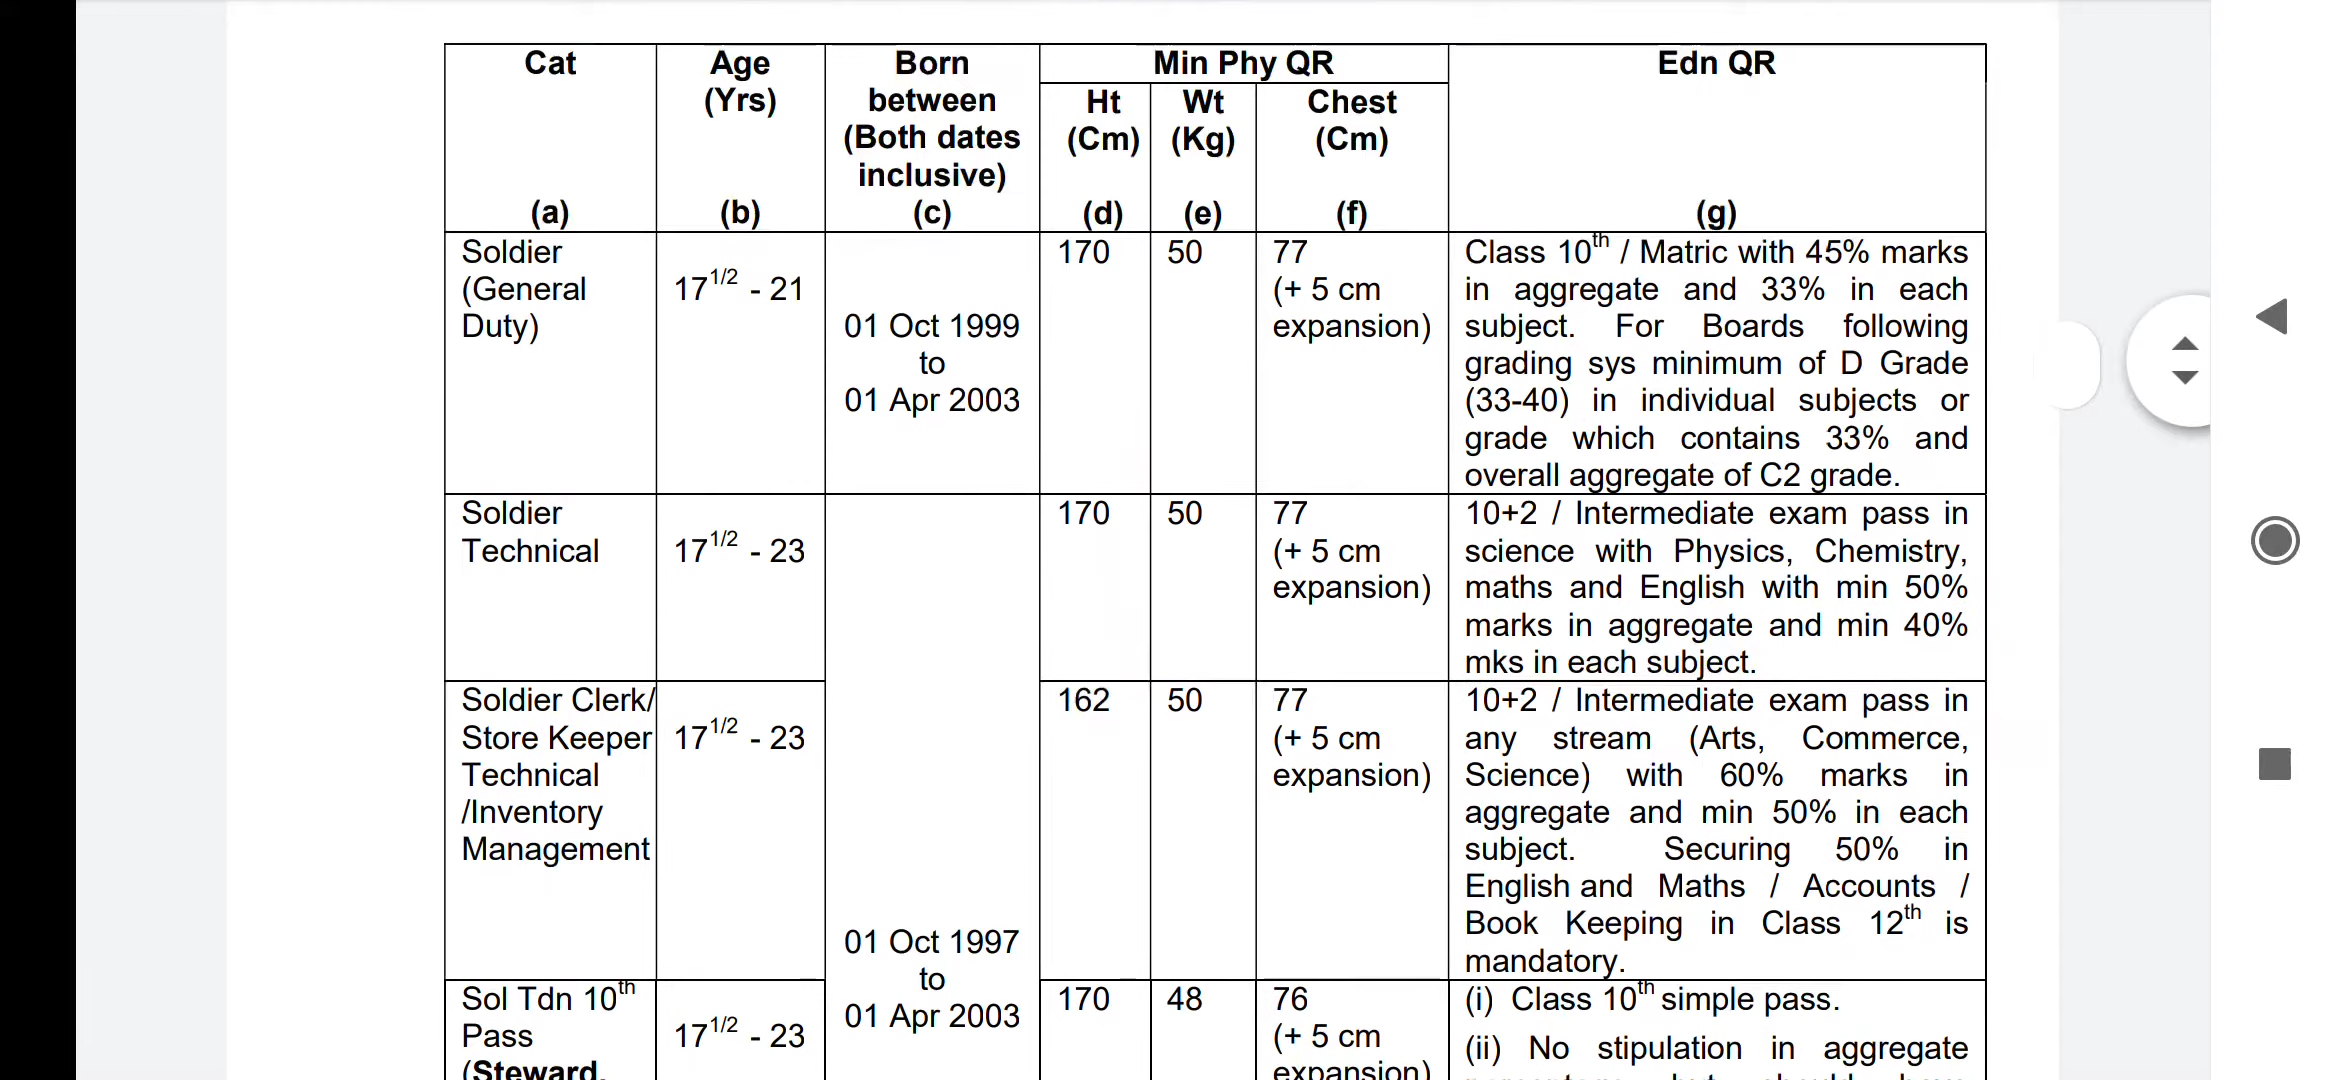 Cat
(a)
Age
(Yrs)
(b)
Born
between
(Both dates
inclusive)
(c)
Min Phy QR
Ht
(Cm)
(d)
Wt
(Kg)
(e)
Chest
(Cm)
(f)
Edn QR
(g)
Soldier
(General
Duty)
17 1/2 - 21
01 Oct 1999
to
01 Apr 2003
170
50
77
(+ 5 cm
expansion)
Class 10th / Matric with 45% marks
in aggregate and 33% in each
subject. For Boards following
grading sys minimum of D Grade
(33-40) in individual subjects or
grade which contains 33% and
overall aggregate of C2 grade.
Soldier
Technical
17 1/2 - 23
170
50
77
(+ 5 cm
expansion)
10+2 / Intermediate exam pass in
science with Physics, Chemistry,
maths and English with min 50%
marks in aggregate and min 40%
mks in each subject.
Soldier Clerk/
Store Keeper
Technical
/Inventory
Management
17 1/2 - 23
01 Oct 1997
to
01 Apr 2003
162
50
77
(+ 5 cm
expansion)
10+2 / Intermediate exam pass in
any stream (Arts, Commerce,
Science) with 60% marks in
aggregate and min 50% in each
subject. Securing 50% in
English and Maths / Accounts /
Book Keeping in Class 12th is
mandatory.
Sol Tdn 10th
Pass
(Steward,
17 1/2 - 23
170
48
76
(+ 5 cm
expansion)
(i) Class 10th simple pass.
(ii) No stipulation in aggregate